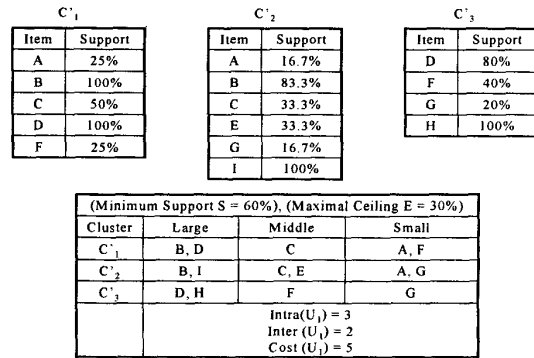 C'1
Item Support
A 25%
B 100%
C 50%
D 100%
F 25%
C'2
Item Support
A 16.7%
B 83.3%
C 33.3%
E 33.3%
G 16.7%
I 100%
C'3
Item Support
D 80%
F 40%
G 20%
H 100%
(Minimum Support S = 60%), (Maximal Ceiling E = 30%)
Cluster Large Middle Small
C'1 B, D C A, F
C'2 B, I C, E A, G
C'3 D, H F G
Intra(U1) = 3
Inter (U1) = 2
Cost (U1) = 5